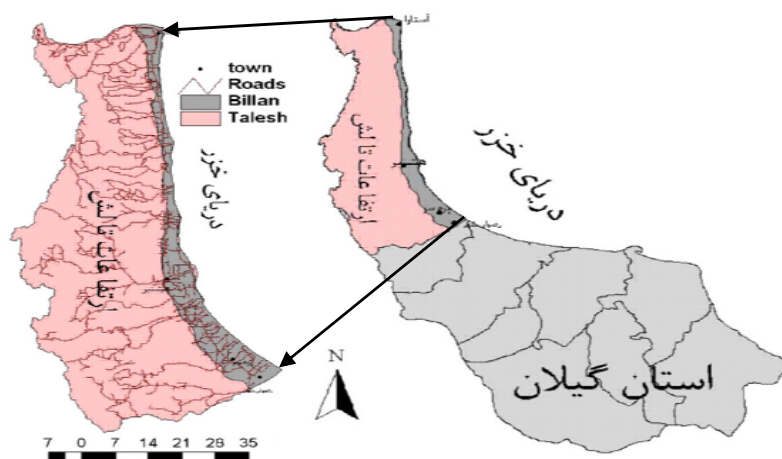 town
Roads
Billan
Talesh
دریای خزر
ارتفاعات تالش
N
7 0 7 14 21 28 35
آستارا
دریای خزر
ارتفاعات تالش
استان گیلان